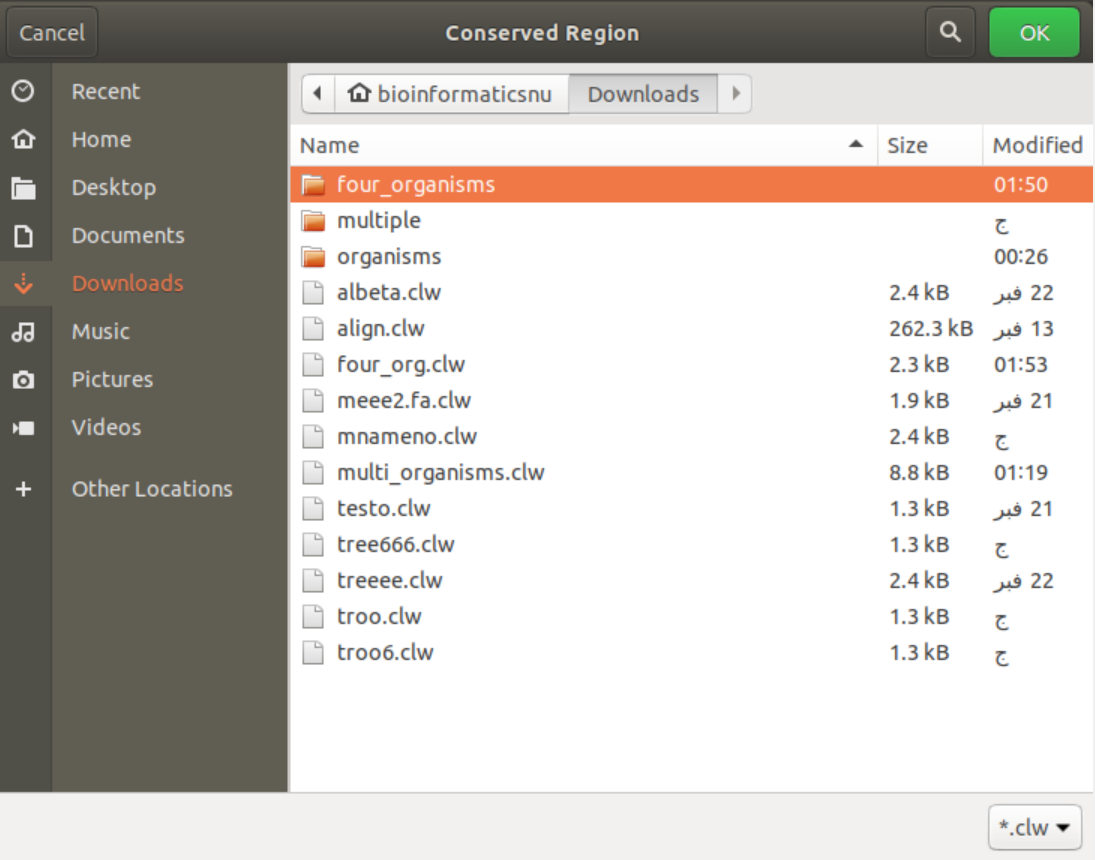 Cancel Conserved Region OK
Recent
Home
Desktop
Documents
Downloads
Music
Pictures
Videos
Other Locations
bioinformaticsnu Downloads
Name Size Modified
four_organisms 01:50
multiple ج
organisms 00:26
albeta.clw 2.4 kB 22 فبر
align.clw 262.3 kB 13 فبر
four_org.clw 2.3 kB 01:53
meee2.fa.clw 1.9 kB 21 فبر
mnameno.clw 2.4 kB ج
multi_organisms.clw 8.8 kB 01:19
testo.clw 1.3 kB 21 فبر
tree666.clw 1.3 kB ج
treeee.clw 2.4 kB 22 فبر
troo.clw 1.3 kB ج
troo6.clw 1.3 kB ج
*.clw